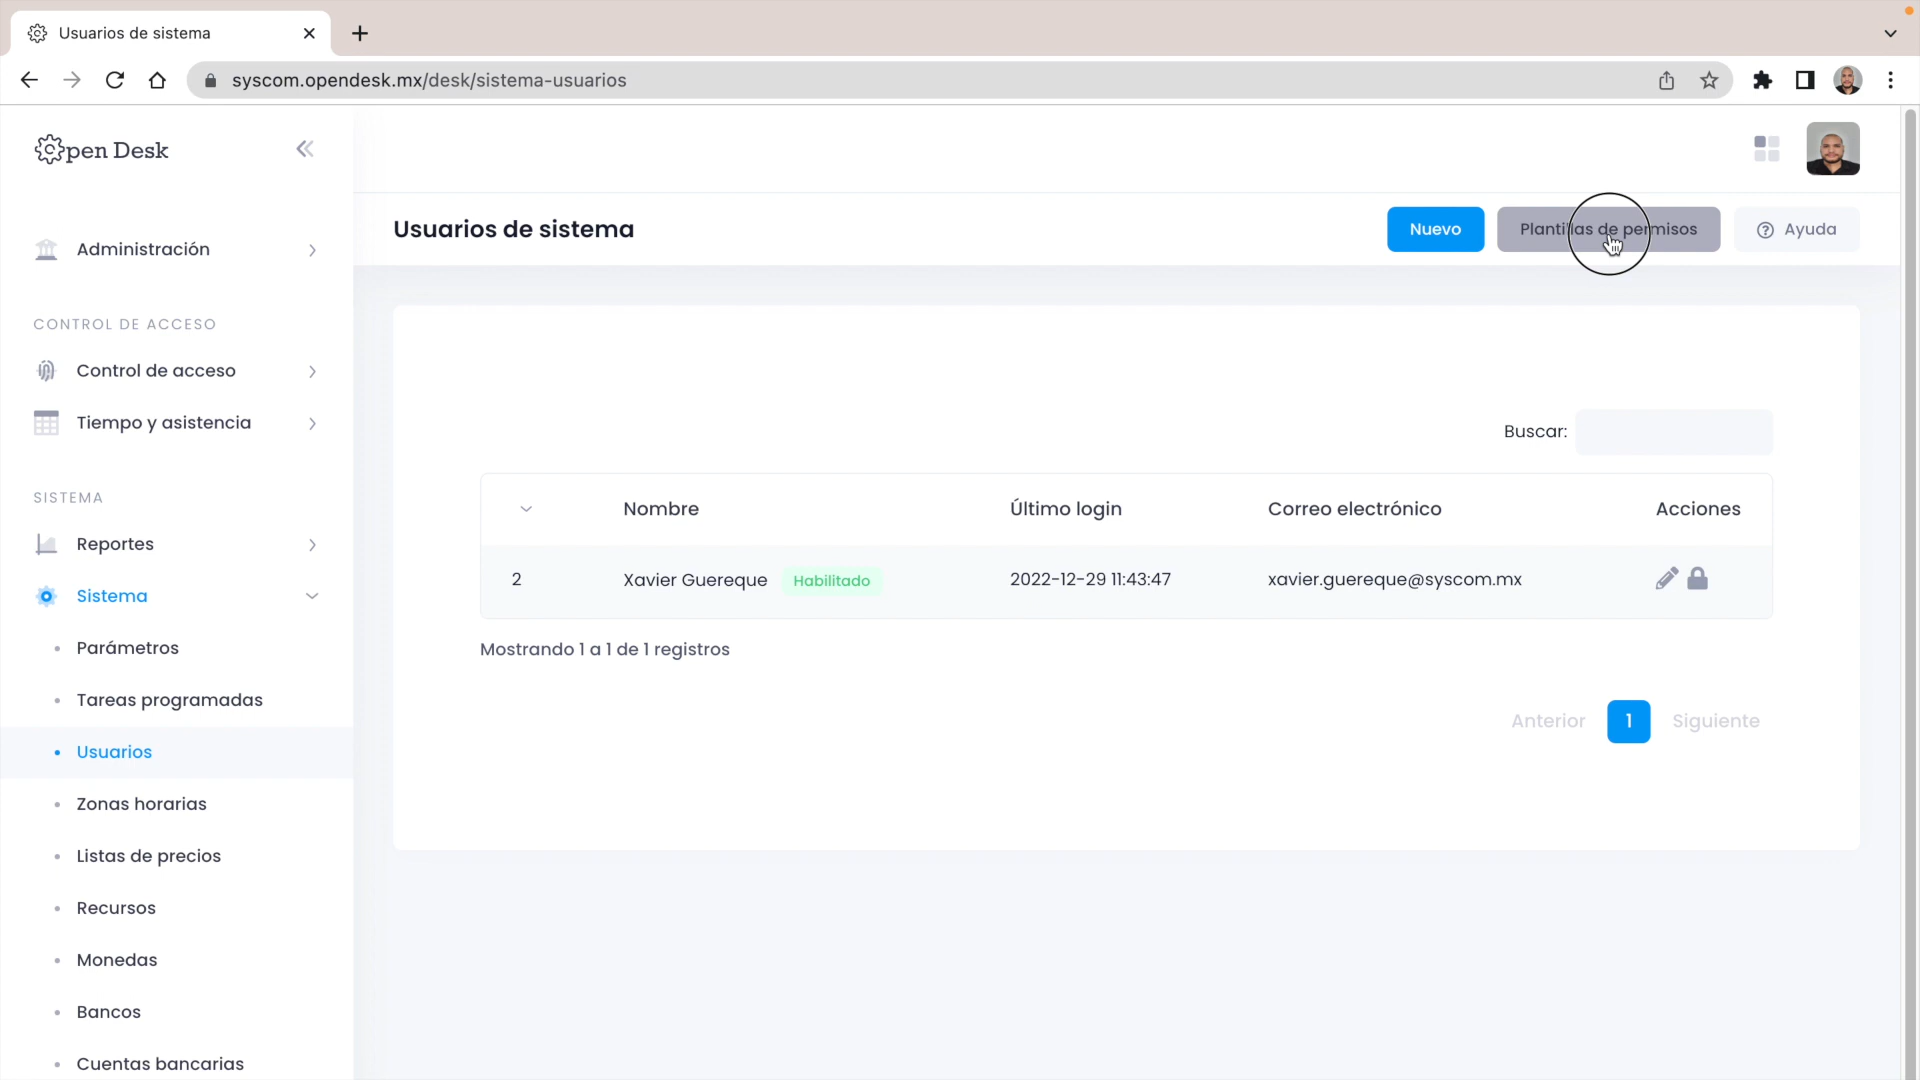 Usuarios de sistema
syscom.opendesk.mx/desk/sistema-usuarios
Open Desk
Administración
CONTROL DE ACCESO
Control de acceso
Tiempo y asistencia
SISTEMA
Reportes
Sistema
Parámetros
Tareas programadas
Usuarios
Zonas horarias
Listas de precios
Recursos
Monedas
Bancos
Cuentas bancarias
Usuarios de sistema
Nuevo
Plantillas de permisos
Ayuda
Buscar:
Nombre Último login Correo electrónico Acciones
2 Xavier Guereque Habilitado 2022-12-29 11:43:47 xavier.guereque@syscom.mx
Mostrando 1 a 1 de 1 registros
Anterior 1 Siguiente